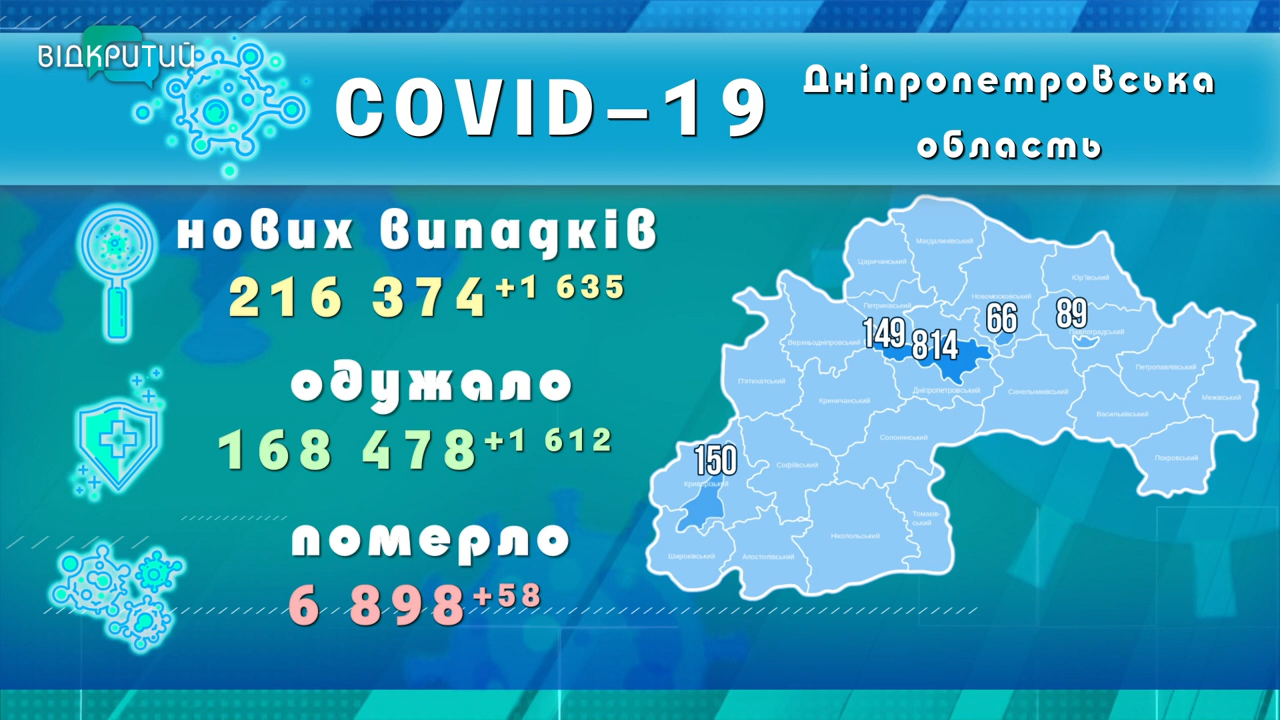 ВІДКРИТИЙ
COVID-19
Дніпропетровська
область
нових випадків
216 374+1 635
одужало
168 478+1 612
померло
6 898+58
Магдалинівський
Царичанський
Юр'ївський
Новомосковський
Петриківський
149
814
66
89
Павлоградський
Верхньодніпровський
Петропавлівський
П'ятихатський
Дніпропетровський
Синельниківський
Межівський
Криничанський
Васильківський
Солонянський
150
Софіївський
Покровський
Криворізький
Томаків-
ський
Нікопольський
Широківський
Апостолівський